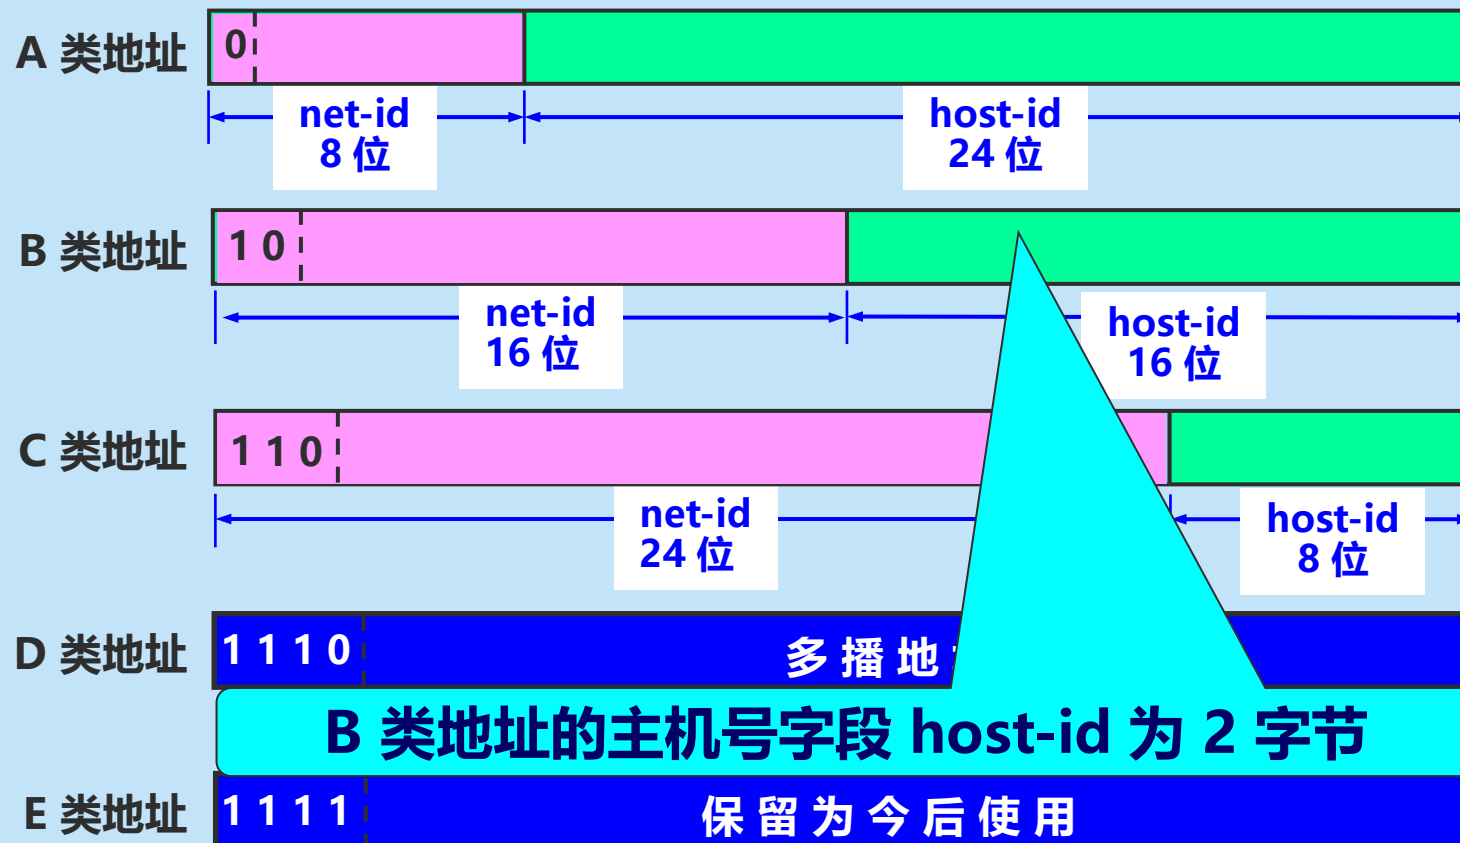 A 类地址
0
net-id
8 位
host-id
24 位
B 类地址
1 0
net-id
16 位
host-id
16 位
C 类地址
1 1 0
net-id
24 位
host-id
8 位
D 类地址
1 1 1 0
多 播 地
B 类地址的主机号字段 host-id 为 2 字节
E 类地址
1 1 1 1
保 留 为 今 后 使 用